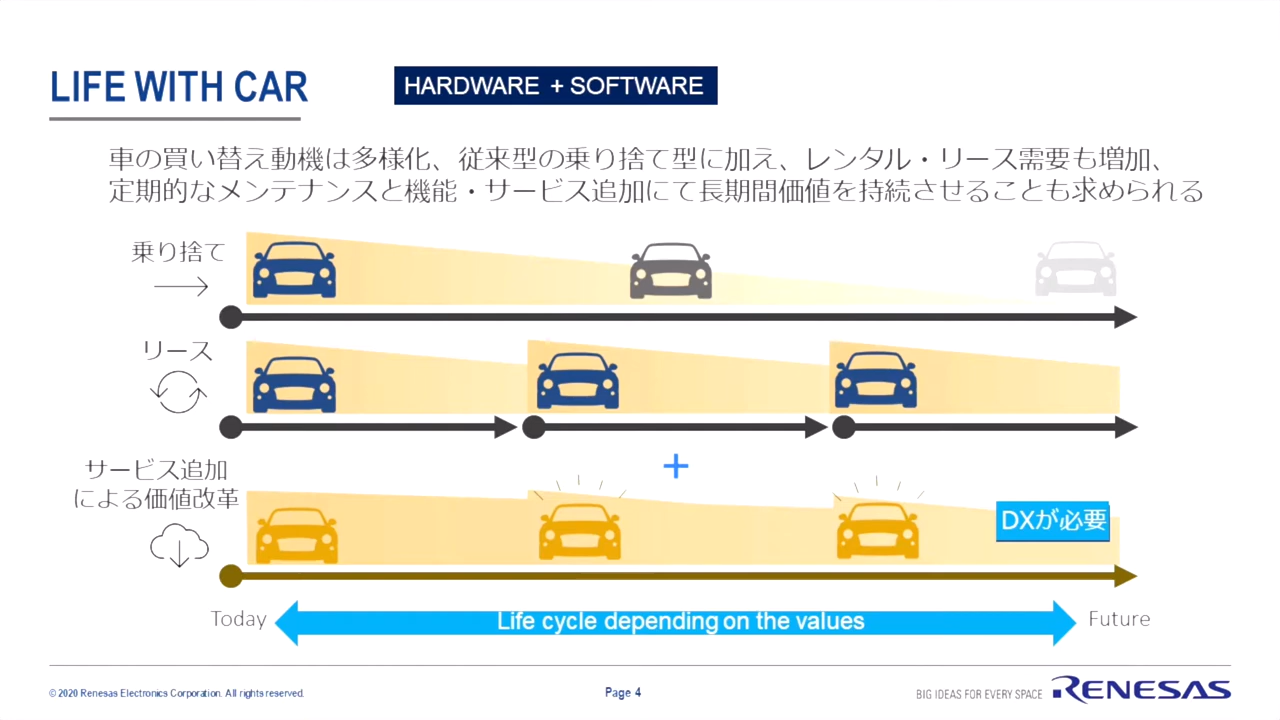 LIFE WITH CAR
HARDWARE + SOFTWARE
車の買い替え動機は多様化、従来型の乗り捨て型に加え、レンタル・リース需要も増加、
定期的なメンテナンスと機能・サービス追加にて長期間価値を持続させることも求められる
乗り捨て
リース
+
サービス追加
による価値改革
DXが必要
Today
Life cycle depending on the values
Future
© 2020 Renesas Electronics Corporation. All rights reserved.
Page 4
BIG IDEAS FOR EVERY SPACE
RENESAS